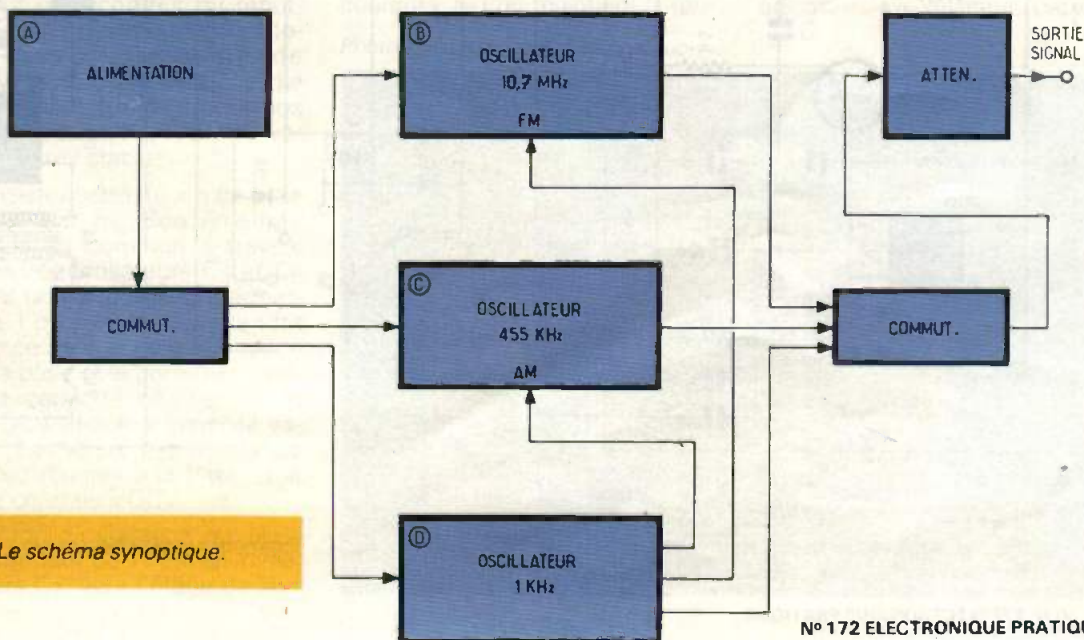 A
ALIMENTATION
B
OSCILLATEUR
10,7 MHz
FM
ATTEN.
SORTIE
SIGNAL
COMMUT.
C
OSCILLATEUR
455 KHz
AM
COMMUT.
D
OSCILLATEUR
1 KHz
Le schéma synoptique.
Nº 172 ELECTRONIQUE PRATIQ